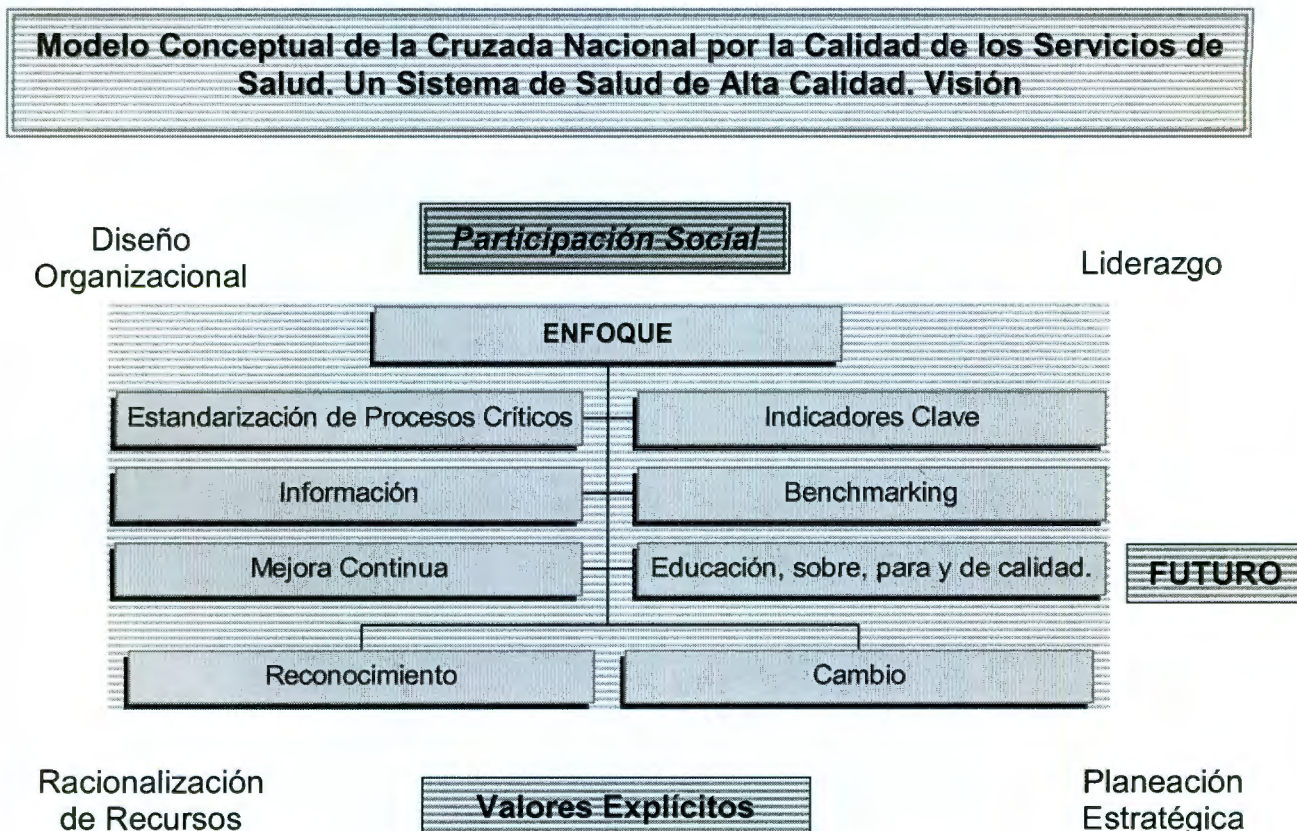 Modelo Conceptual de la Cruzada Nacional por la Calidad de los Servicios de
Salud. Un Sistema de Salud de Alta Calidad. Visión
Diseño
Organizacional
Participación Social
Liderazgo
ENFOQUE
Estandarización de Procesos Críticos
Indicadores Clave
Información
Benchmarking
Mejora Continua
Educación, sobre, para y de calidad.
FUTURO
Reconocimiento
Cambio
Racionalización
de Recursos
Valores Explícitos
Planeación
Estratégica